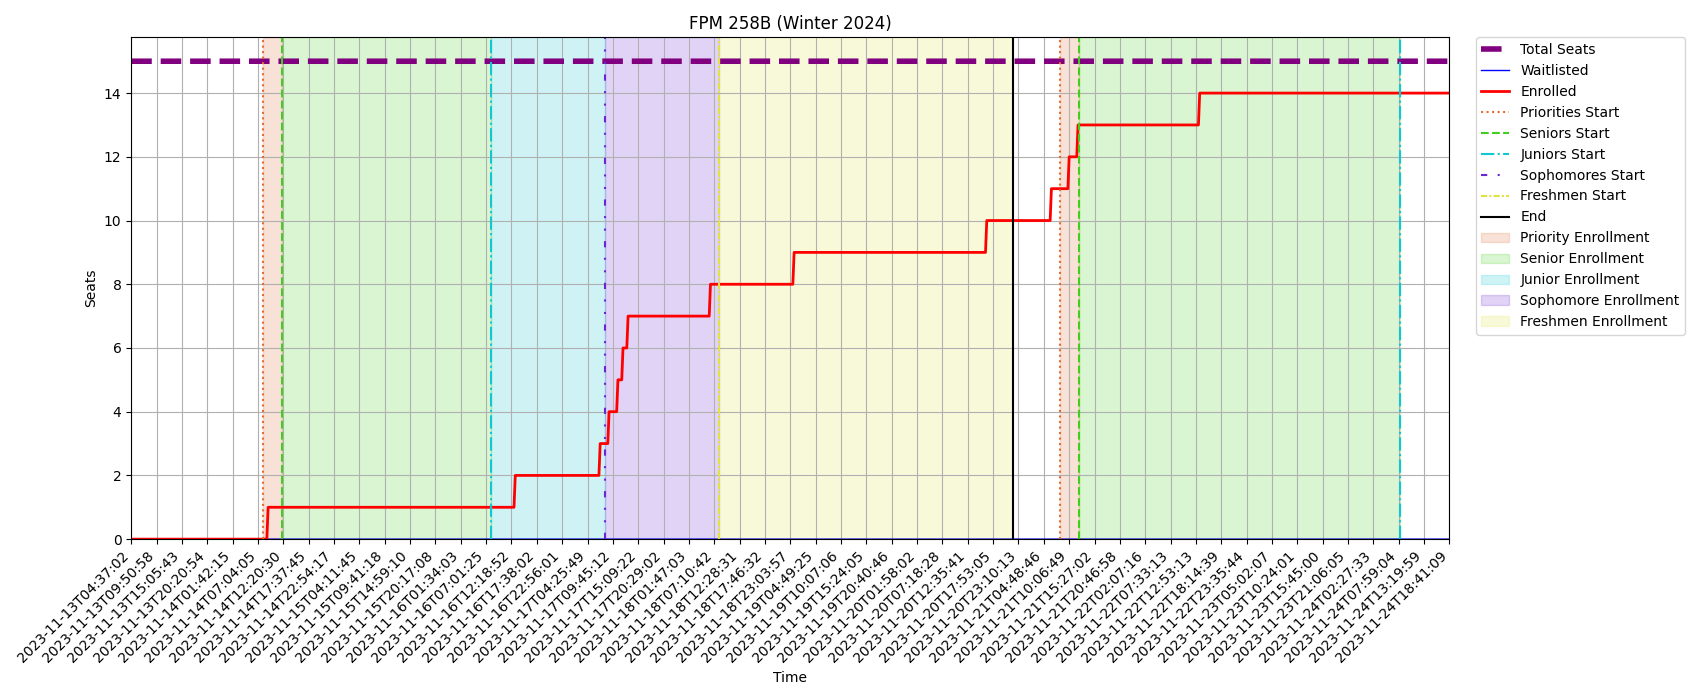 FPM 258B (Winter 2024)
Total Seats
Waitlisted
Enrolled
Priorities Start
Seniors Start
Juniors Start
Sophomores Start
Freshmen Start
End
Priority Enrollment
Senior Enrollment
Junior Enrollment
Sophomore Enrollment
Freshmen Enrollment
Seats
14
12
10
8
6
4
2
0
2023-11-13T04:37:02
2023-11-13T09:50:58
2023-11-13T15:05:43
2023-11-13T20:20:54
2023-11-14T01:42:15
2023-11-14T07:04:05
2023-11-14T12:20:30
2023-11-14T17:37:45
2023-11-14T22:54:17
2023-11-15T04:11:45
2023-11-15T09:41:18
2023-11-15T14:59:10
2023-11-15T20:17:08
2023-11-16T01:34:03
2023-11-16T07:01:25
2023-11-16T12:18:52
2023-11-16T17:38:02
2023-11-16T22:56:01
2023-11-17T04:25:49
2023-11-17T09:45:12
2023-11-17T15:09:22
2023-11-17T20:29:02
2023-11-18T01:47:03
2023-11-18T07:10:42
2023-11-18T12:28:31
2023-11-18T17:46:32
2023-11-18T23:03:57
2023-11-19T04:49:25
2023-11-19T10:07:06
2023-11-19T15:24:05
2023-11-19T20:40:46
2023-11-20T01:58:02
2023-11-20T07:18:28
2023-11-20T12:35:41
2023-11-20T17:53:05
2023-11-20T23:10:13
2023-11-21T04:48:46
2023-11-21T10:06:49
2023-11-21T15:27:02
2023-11-21T20:46:58
2023-11-22T02:07:16
2023-11-22T07:33:13
2023-11-22T12:53:13
2023-11-22T18:14:39
2023-11-22T23:35:44
2023-11-23T05:02:07
2023-11-23T10:24:01
2023-11-23T15:45:00
2023-11-23T21:06:05
2023-11-24T02:27:33
2023-11-24T07:59:04
2023-11-24T13:19:59
2023-11-24T18:41:09
Time